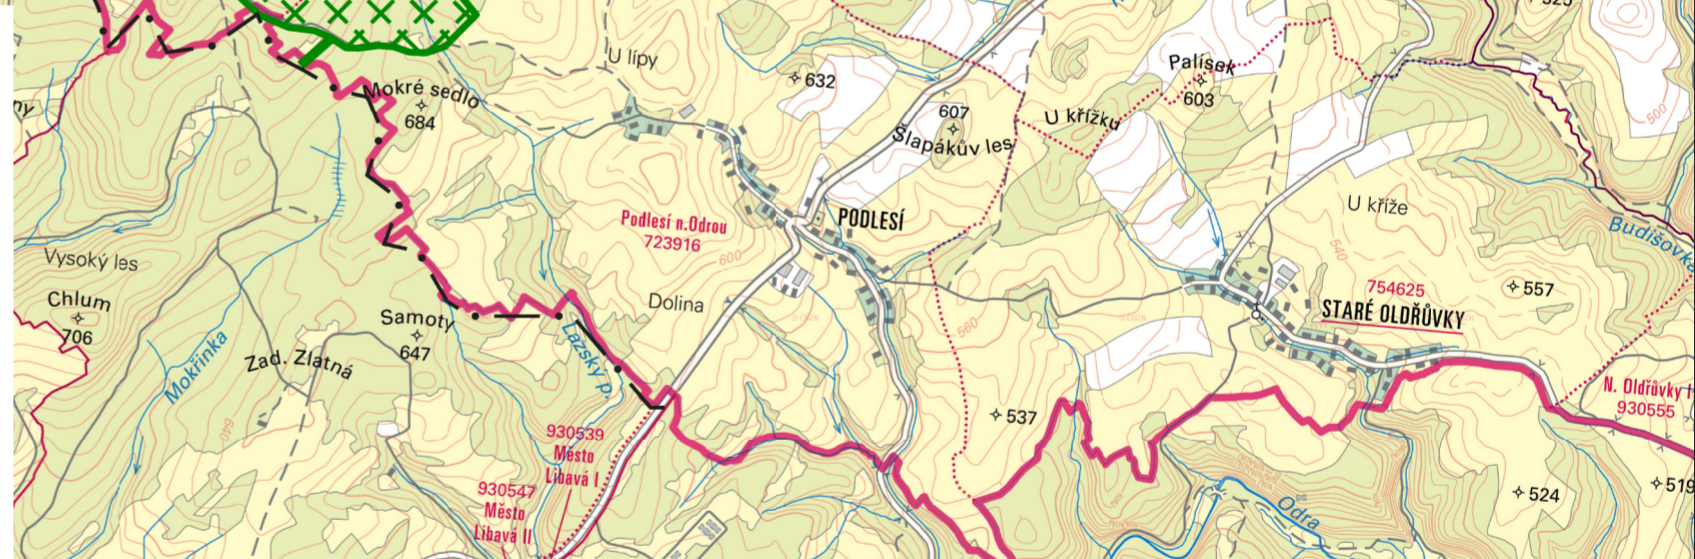 U lípy
632
607
Šlapákův les
U křížku
Palísek
603
500
Mokré sedlo
684
Podlesí n.Odrou
723916
600
PODLESÍ
U kříže
540
Budišovka
Vysoký les
Chlum
706
Samoty
647
Dolina
Zad. Zlatná
Mokřinka
Lazský p.
640
560
754625
557
STARÉ OLDŘŮVKY
N. Oldřůvky I
930555
537
930539
Město
Libavá I
930547
Město
Libavá II
524
519
Odra